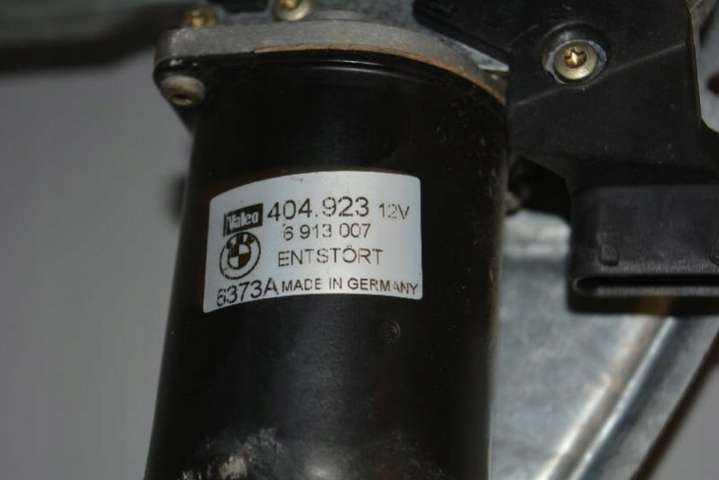 Valeo 404.923 12V
6 913 007
ENTSTÖRT
6373A MADE IN GERMANY